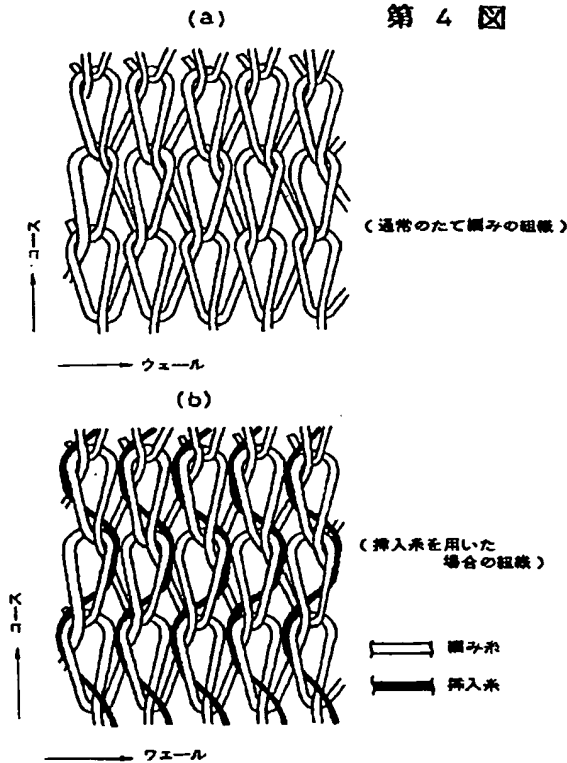 (a)
第 4 図
(通常のたて編みの組織)
コース
ウェール
(b)
(挿入糸を用いた
場合の組織)
コース
編み糸
挿入糸
ウェール